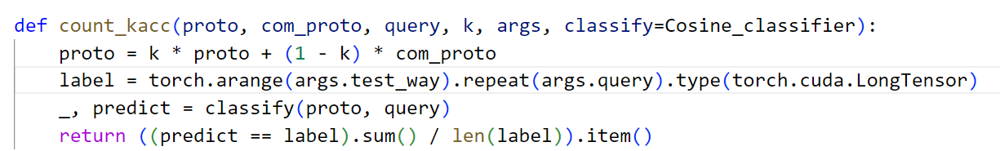 def count_kacc(proto, com_proto, query, k, args, classify=Cosine_classifier):
    proto = k * proto + (1 - k) * com_proto
    label = torch.arange(args.test_way).repeat(args.query).type(torch.cuda.LongTensor)
    _, predict = classify(proto, query)
    return ((predict == label).sum() / len(label)).item()